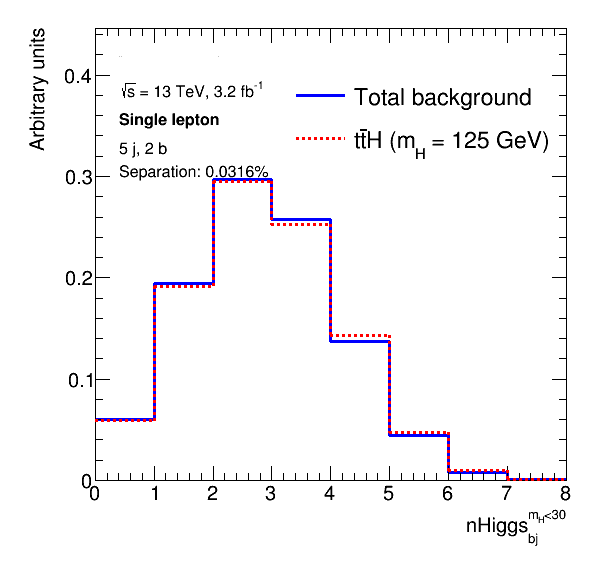 Arbitrary units
√s = 13 TeV, 3.2 fb⁻¹
Single lepton
5 j, 2 b
Separation: 0.0316%
Total background
tt̄H (m_H = 125 GeV)
0.4
0.3
0.2
0.1
0
0 1 2 3 4 5 6 7 8
nHiggs_bj^m_H<30